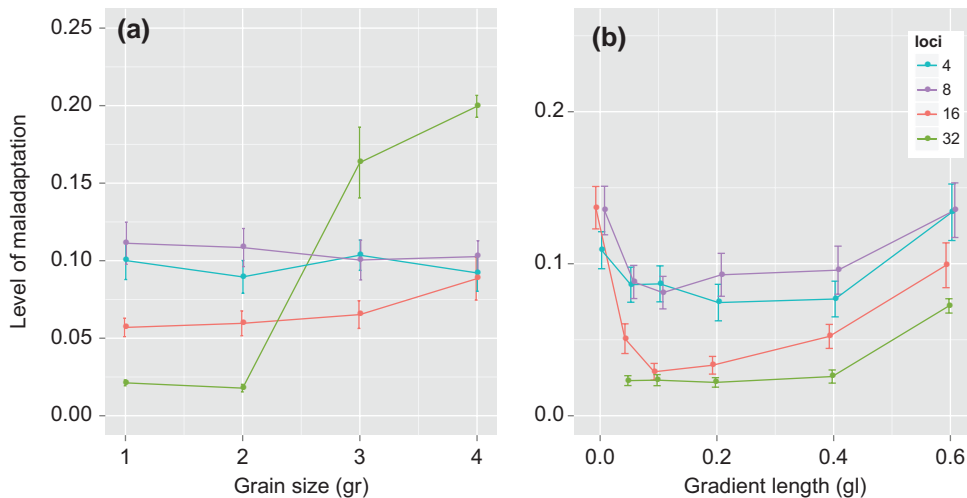 (a)
(b)
loci
4
8
16
32
Level of maladaptation
0.25
0.20
0.15
0.10
0.05
0.00
1 2 3 4
Grain size (gr)
0.2
0.1
0.0
0.0 0.2 0.4 0.6
Gradient length (gl)